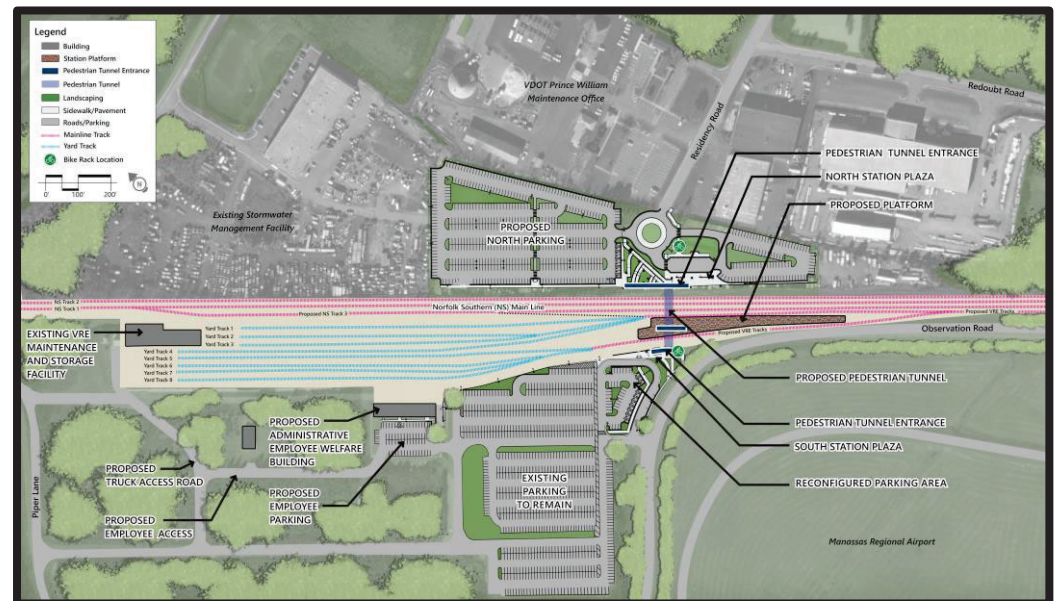 Legend
Building
Station Platform
Pedestrian Tunnel Entrance
Pedestrian Tunnel
Landscaping
Sidewalk/Pavement
Roads/Parking
Mainline Track
Yard Track
Bike Rack Location
0'
100'
200'
N
VDOT Prince William
Maintenance Office
Residency Road
Redoubt Road
PEDESTRIAN TUNNEL ENTRANCE
NORTH STATION PLAZA
PROPOSED PLATFORM
Existing Stormwater
Management Facility
PROPOSED
NORTH PARKING
NS Track 2
NS Track 1
Proposed NS Track 3
Norfolk Southern (NS) Main Line
Proposed VRE Tracks
Proposed VRE Tracks
Observation Road
EXISTING VRE
MAINTENANCE
AND STORAGE
FACILITY
Yard Track 1
Yard Track 2
Yard Track 3
Yard Track 4
Yard Track 5
Yard Track 6
Yard Track 7
Yard Track 8
PROPOSED PEDESTRIAN TUNNEL
PEDESTRIAN TUNNEL ENTRANCE
SOUTH STATION PLAZA
RECONFIGURED PARKING AREA
PROPOSED
ADMINISTRATIVE
EMPLOYEE WELFARE
BUILDING
PROPOSED
TRUCK ACCESS ROAD
PROPOSED
EMPLOYEE
PARKING
EXISTING
PARKING
TO REMAIN
PROPOSED
EMPLOYEE ACCESS
Piper Lane
Manassas Regional Airport